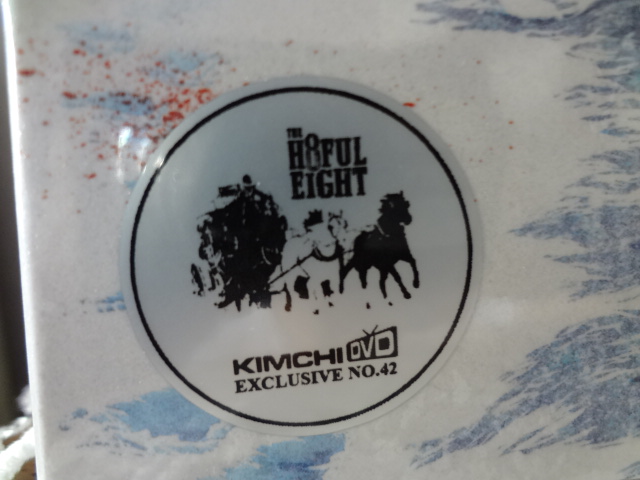 THE
H8FUL
EIGHT
KIMCHI DVD
EXCLUSIVE NO.42